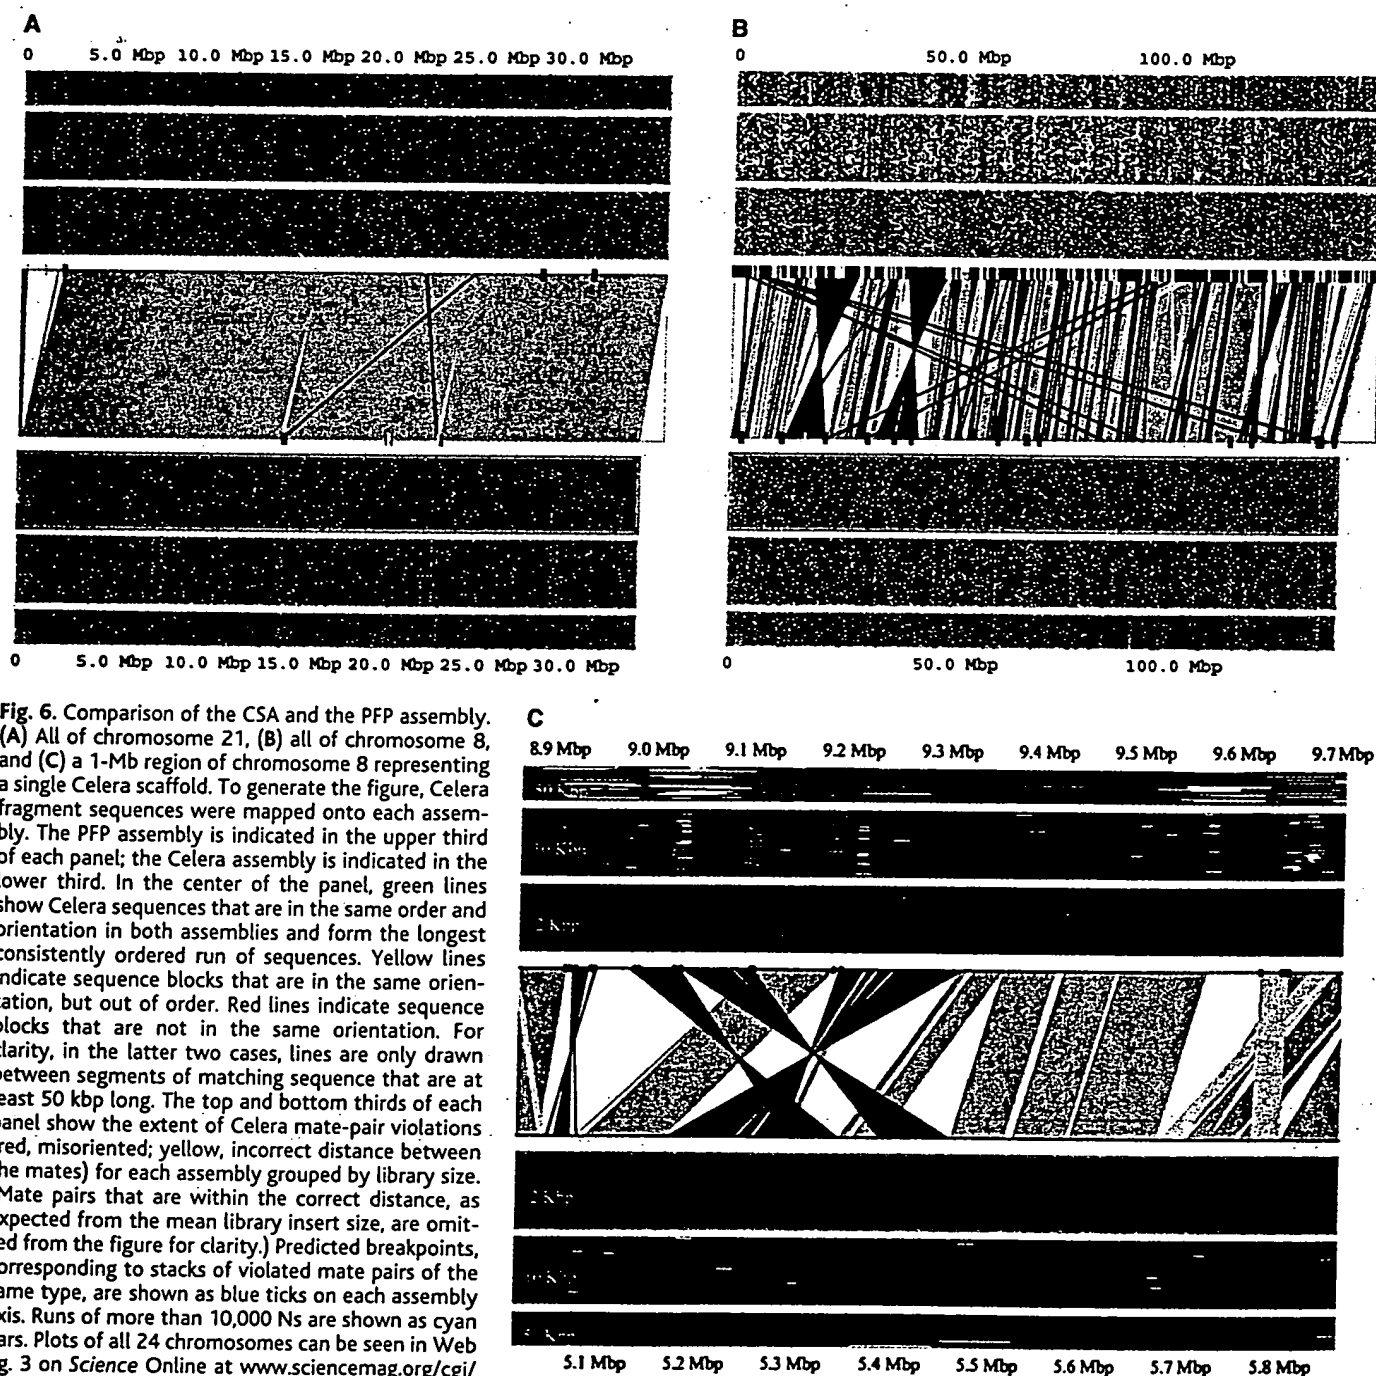 A
0 5.0 Mbp 10.0 Mbp 15.0 Mbp 20.0 Mbp 25.0 Mbp 30.0 Mbp
0 5.0 Mbp 10.0 Mbp 15.0 Mbp 20.0 Mbp 25.0 Mbp 30.0 Mbp
B
0 50.0 Mbp 100.0 Mbp
0 50.0 Mbp 100.0 Mbp
Fig. 6. Comparison of the CSA and the PFP assembly.
(A) All of chromosome 21, (B) all of chromosome 8,
and (C) a 1-Mb region of chromosome 8 representing
a single Celera scaffold. To generate the figure, Celera
fragment sequences were mapped onto each assem-
bly. The PFP assembly is indicated in the upper third
of each panel; the Celera assembly is indicated in the
lower third. In the center of the panel, green lines
show Celera sequences that are in the same order and
orientation in both assemblies and form the longest
consistently ordered run of sequences. Yellow lines
indicate sequence blocks that are in the same orien-
tation, but out of order. Red lines indicate sequence
blocks that are not in the same orientation. For
clarity, in the latter two cases, lines are only drawn
between segments of matching sequence that are at
east 50 kbp long. The top and bottom thirds of each
panel show the extent of Celera mate-pair violations
red, misoriented; yellow, incorrect distance between
he mates) for each assembly grouped by library size.
Mate pairs that are within the correct distance, as
xpected from the mean library insert size, are omit-
ed from the figure for clarity.) Predicted breakpoints,
orresponding to stacks of violated mate pairs of the
ame type, are shown as blue ticks on each assembly
xis. Runs of more than 10,000 Ns are shown as cyan
ars. Plots of all 24 chromosomes can be seen in Web
g. 3 on Science Online at www.sciencemag.org/cgi/
C
8.9 Mbp 9.0 Mbp 9.1 Mbp 9.2 Mbp 9.3 Mbp 9.4 Mbp 9.5 Mbp 9.6 Mbp 9.7 Mbp
50 Kbp
10 Kbp
2 Kbp
2 Kbp
10 Kbp
5.1 Mbp 5.2 Mbp 5.3 Mbp 5.4 Mbp 5.5 Mbp 5.6 Mbp 5.7 Mbp 5.8 Mbp